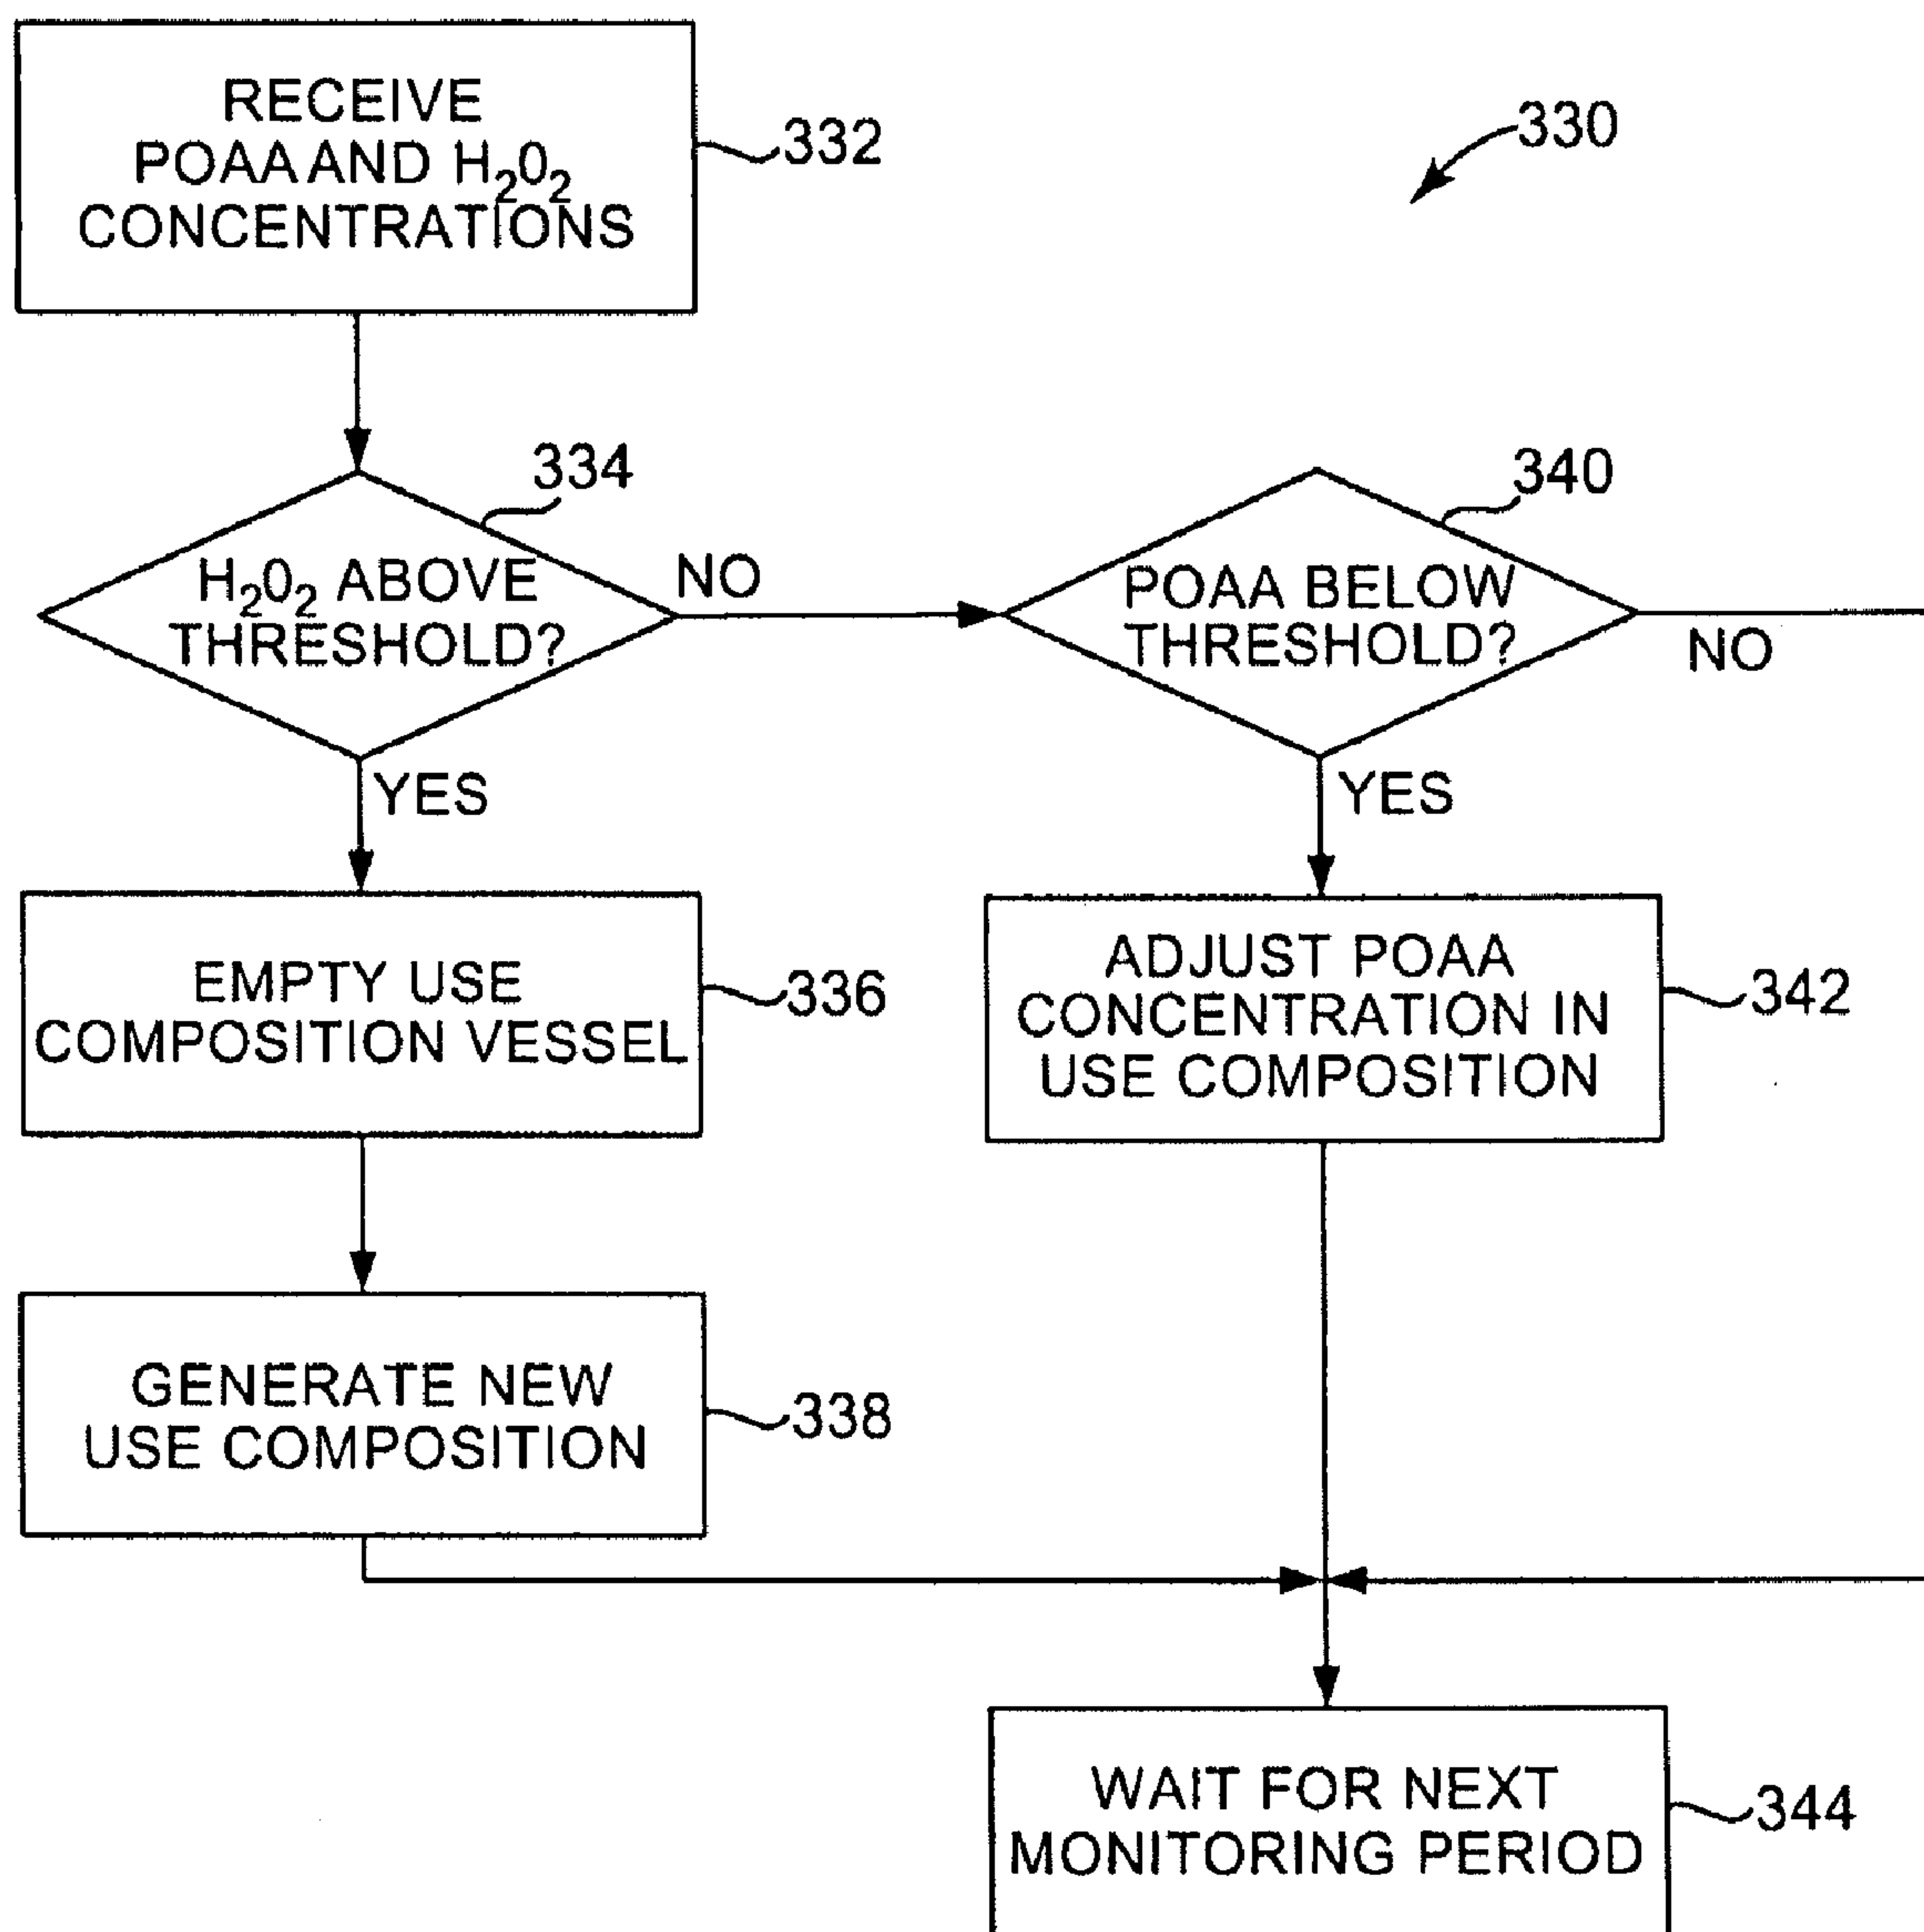 RECEIVE
POAA AND H₂O₂
CONCENTRATIONS
332
330
334
H₂O₂ ABOVE
THRESHOLD?
NO
YES
340
POAA BELOW
THRESHOLD?
NO
YES
EMPTY USE
COMPOSITION VESSEL
336
ADJUST POAA
CONCENTRATION IN
USE COMPOSITION
342
GENERATE NEW
USE COMPOSITION
338
WAIT FOR NEXT
MONITORING PERIOD
344